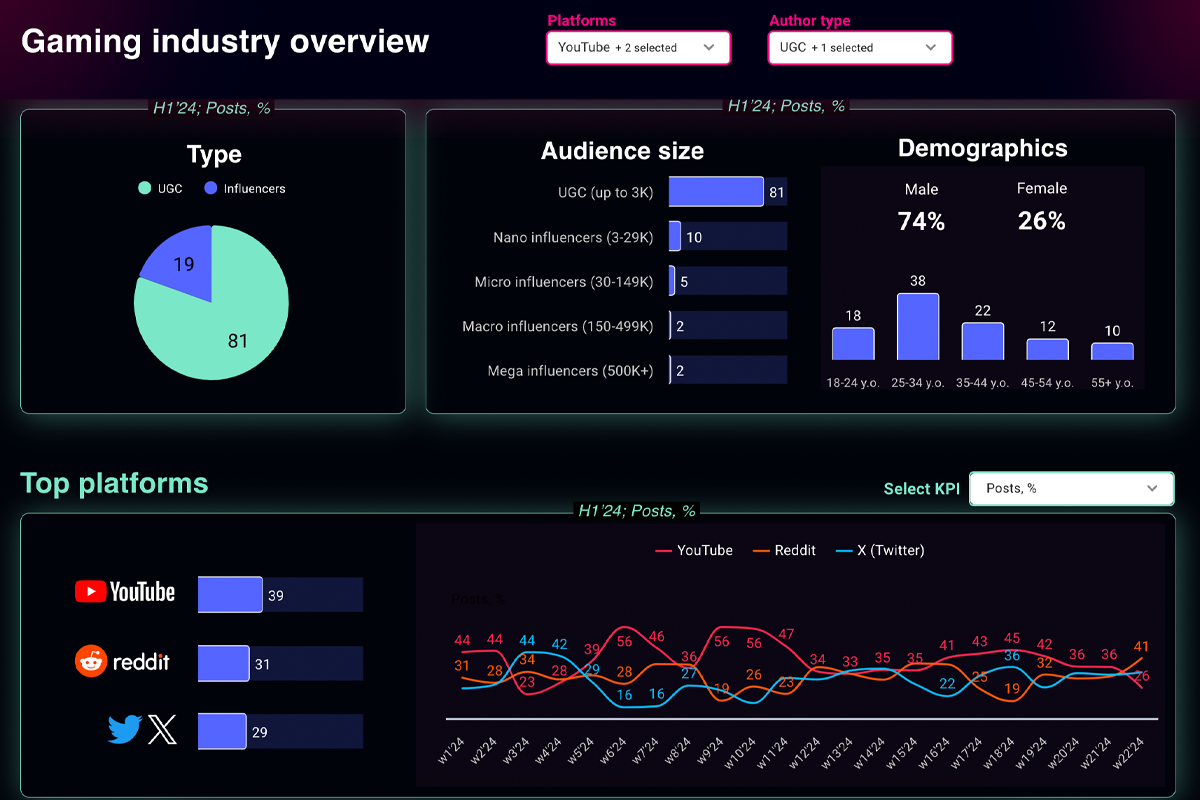 Gaming industry overview
Platforms
YouTube + 2 selected
Author type
UGC + 1 selected
H1'24; Posts, %
Type
UGC Influencers
19
81
H1'24; Posts, %
Audience size
UGC (up to 3K) 81
Nano influencers (3-29K) 10
Micro influencers (30-149K) 5
Macro influencers (150-499K) 2
Mega influencers (500K+) 2
Demographics
Male Female
74% 26%
18 38 22 12 10
18-24 y.o. 25-34 y.o. 35-44 y.o. 45-54 y.o. 55+ y.o.
Top platforms
Select KPI
Posts, %
H1'24; Posts, %
YouTube 39
reddit 31
29
YouTube Reddit X (Twitter)
Posts, %
44 44 23 28 39 56 46 36 56 56 47 34 33 35 35 41 43 45 42 36 36 26
31 28 34 28 19 26 23 25 19 32 41
44 42 29 16 16 27 22 36
w1'24 w2'24 w3'24 w4'24 w5'24 w6'24 w7'24 w8'24 w9'24 w10'24 w11'24 w12'24 w13'24 w14'24 w15'24 w16'24 w17'24 w18'24 w19'24 w20'24 w21'24 w22'24